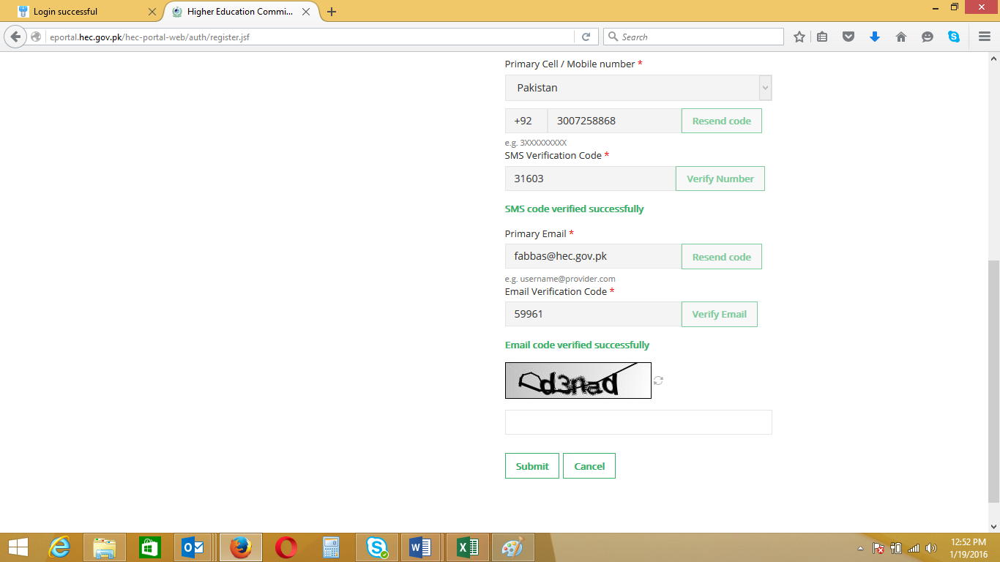 Login successful
Higher Education Commi...
eportal.hec.gov.pk/hec-portal-web/auth/register.jsf
Search
Primary Cell / Mobile number *
Pakistan
+92 3007258868 Resend code
e.g. 3XXXXXXXXX
SMS Verification Code *
31603 Verify Number
SMS code verified successfully
Primary Email *
fabbas@hec.gov.pk Resend code
e.g. username@provider.com
Email Verification Code *
59961 Verify Email
Email code verified successfully
Submit Cancel
12:52 PM
1/19/2016